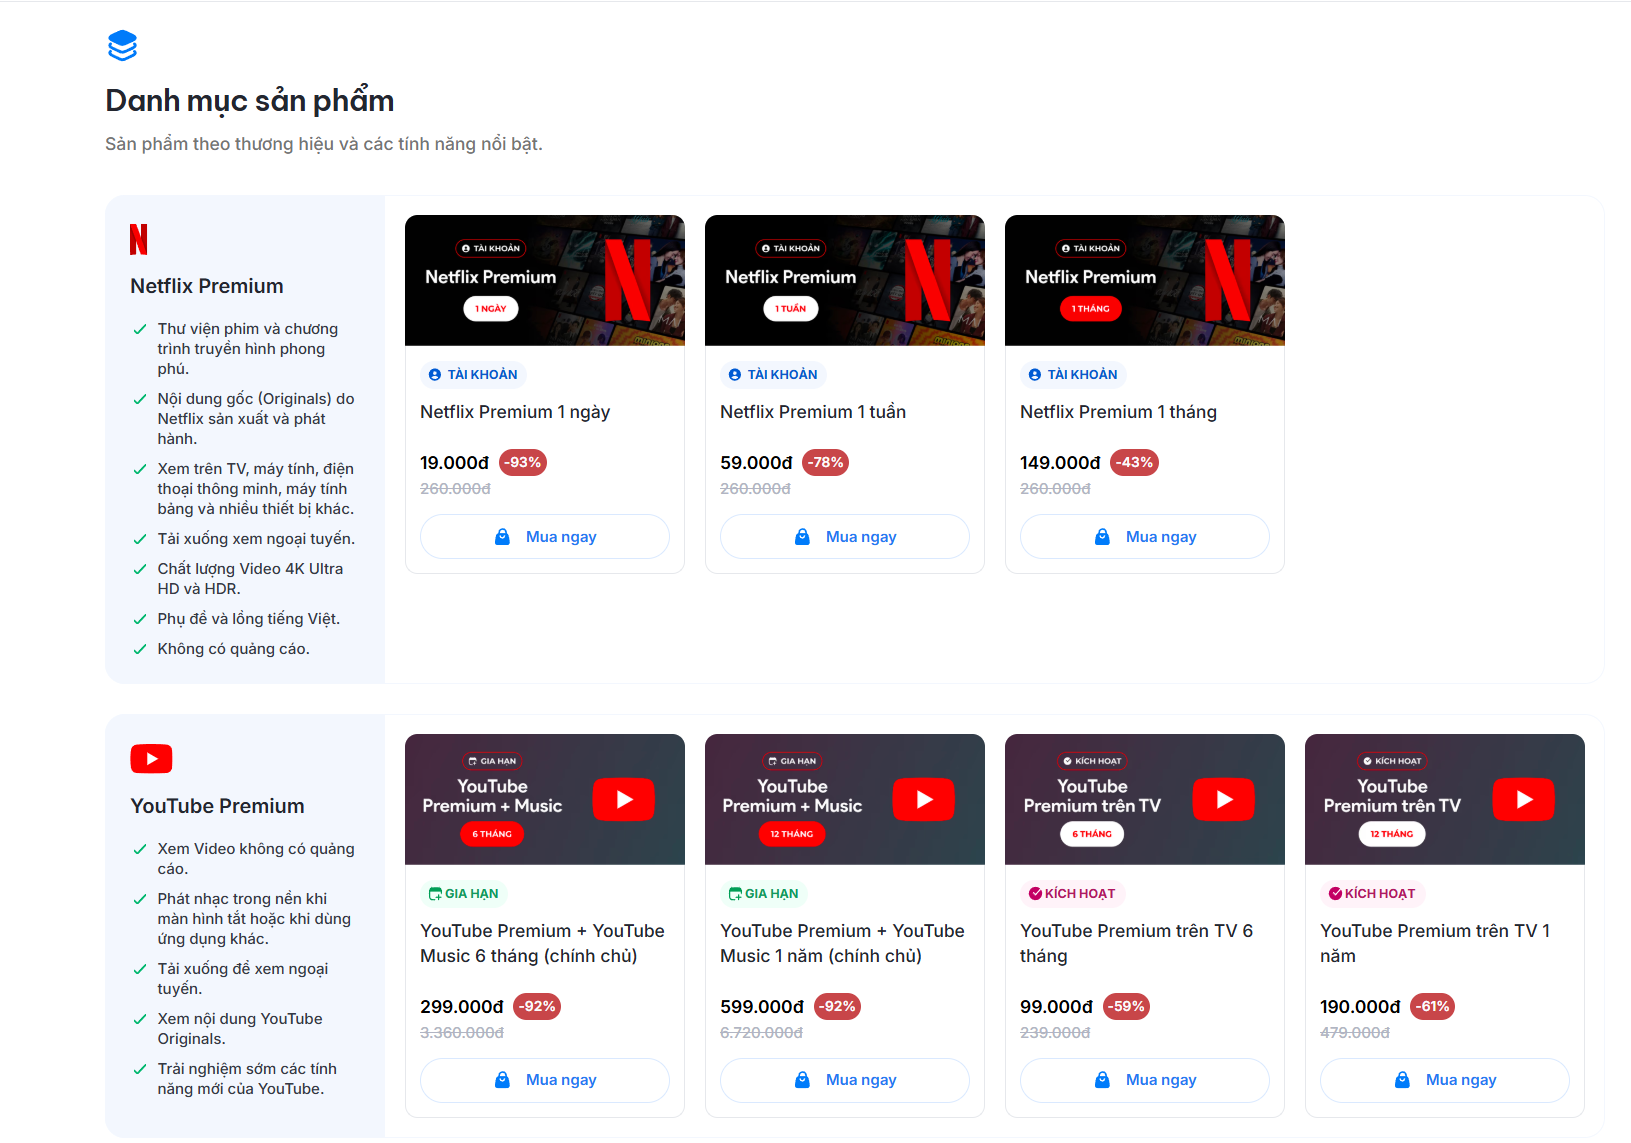 Danh mục sản phẩm
Sản phẩm theo thương hiệu và các tính năng nổi bật.
Netflix Premium
Thư viện phim và chương
trình truyền hình phong
phú.
Nội dung gốc (Originals) do
Netflix sản xuất và phát
hành.
Xem trên TV, máy tính, điện
thoại thông minh, máy tính
bảng và nhiều thiết bị khác.
Tải xuống xem ngoại tuyến.
Chất lượng Video 4K Ultra
HD và HDR.
Phụ đề và lồng tiếng Việt.
Không có quảng cáo.
TÀI KHOẢN
Netflix Premium
1 NGÀY
N
TÀI KHOẢN
Netflix Premium 1 ngày
19.000đ -93%
260.000đ
Mua ngay
TÀI KHOẢN
Netflix Premium
1 TUẦN
N
TÀI KHOẢN
Netflix Premium 1 tuần
59.000đ -78%
260.000đ
Mua ngay
TÀI KHOẢN
Netflix Premium
1 THÁNG
N
TÀI KHOẢN
Netflix Premium 1 tháng
149.000đ -43%
260.000đ
Mua ngay
YouTube Premium
Xem Video không có quảng
cáo.
Phát nhạc trong nền khi
màn hình tắt hoặc khi dùng
ứng dụng khác.
Tải xuống để xem ngoại
tuyến.
Xem nội dung YouTube
Originals.
Trải nghiệm sớm các tính
năng mới của YouTube.
GIA HẠN
YouTube
Premium + Music
6 THÁNG
GIA HẠN
YouTube Premium + YouTube
Music 6 tháng (chính chủ)
299.000đ -92%
3.360.000đ
Mua ngay
GIA HẠN
YouTube
Premium + Music
12 THÁNG
GIA HẠN
YouTube Premium + YouTube
Music 1 năm (chính chủ)
599.000đ -92%
6.720.000đ
Mua ngay
KÍCH HOẠT
YouTube
Premium trên TV
6 THÁNG
KÍCH HOẠT
YouTube Premium trên TV 6
tháng
99.000đ -59%
239.000đ
Mua ngay
KÍCH HOẠT
YouTube
Premium trên TV
12 THÁNG
KÍCH HOẠT
YouTube Premium trên TV 1
năm
190.000đ -61%
479.000đ
Mua ngay